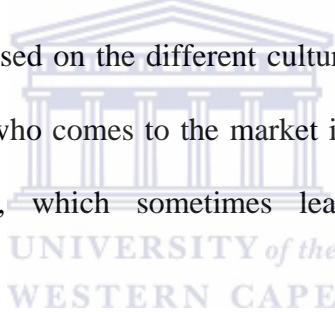 sed on the different cultur
who comes to the market i
, which sometimes lea
UNIVERSITY of the
WESTERN CAPE